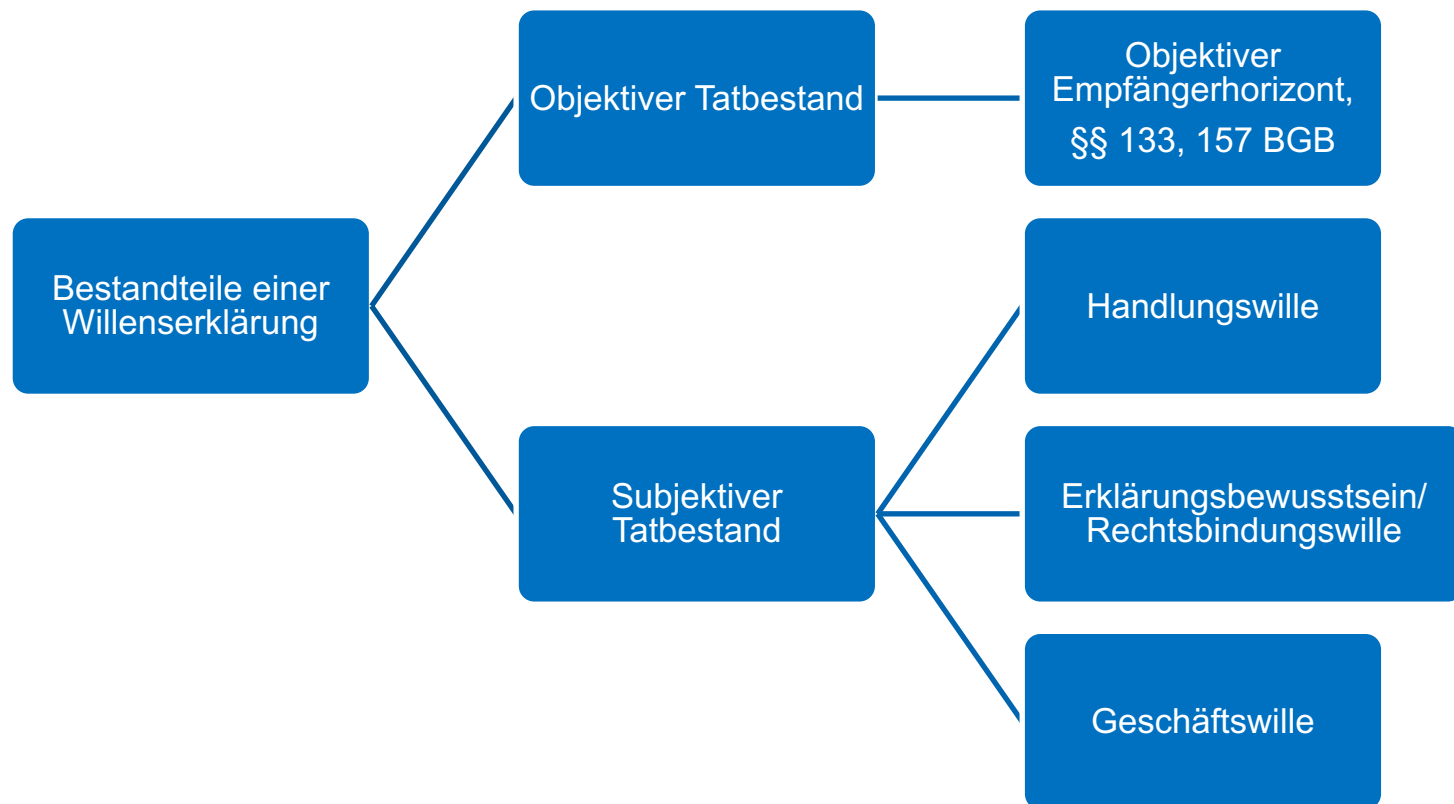 Bestandteile einer
Willenserklärung
Objektiver Tatbestand
Objektiver
Empfängerhorizont,
§§ 133, 157 BGB
Subjektiver
Tatbestand
Handlungswille
Erklärungsbewusstsein/
Rechtsbindungswille
Geschäftswille